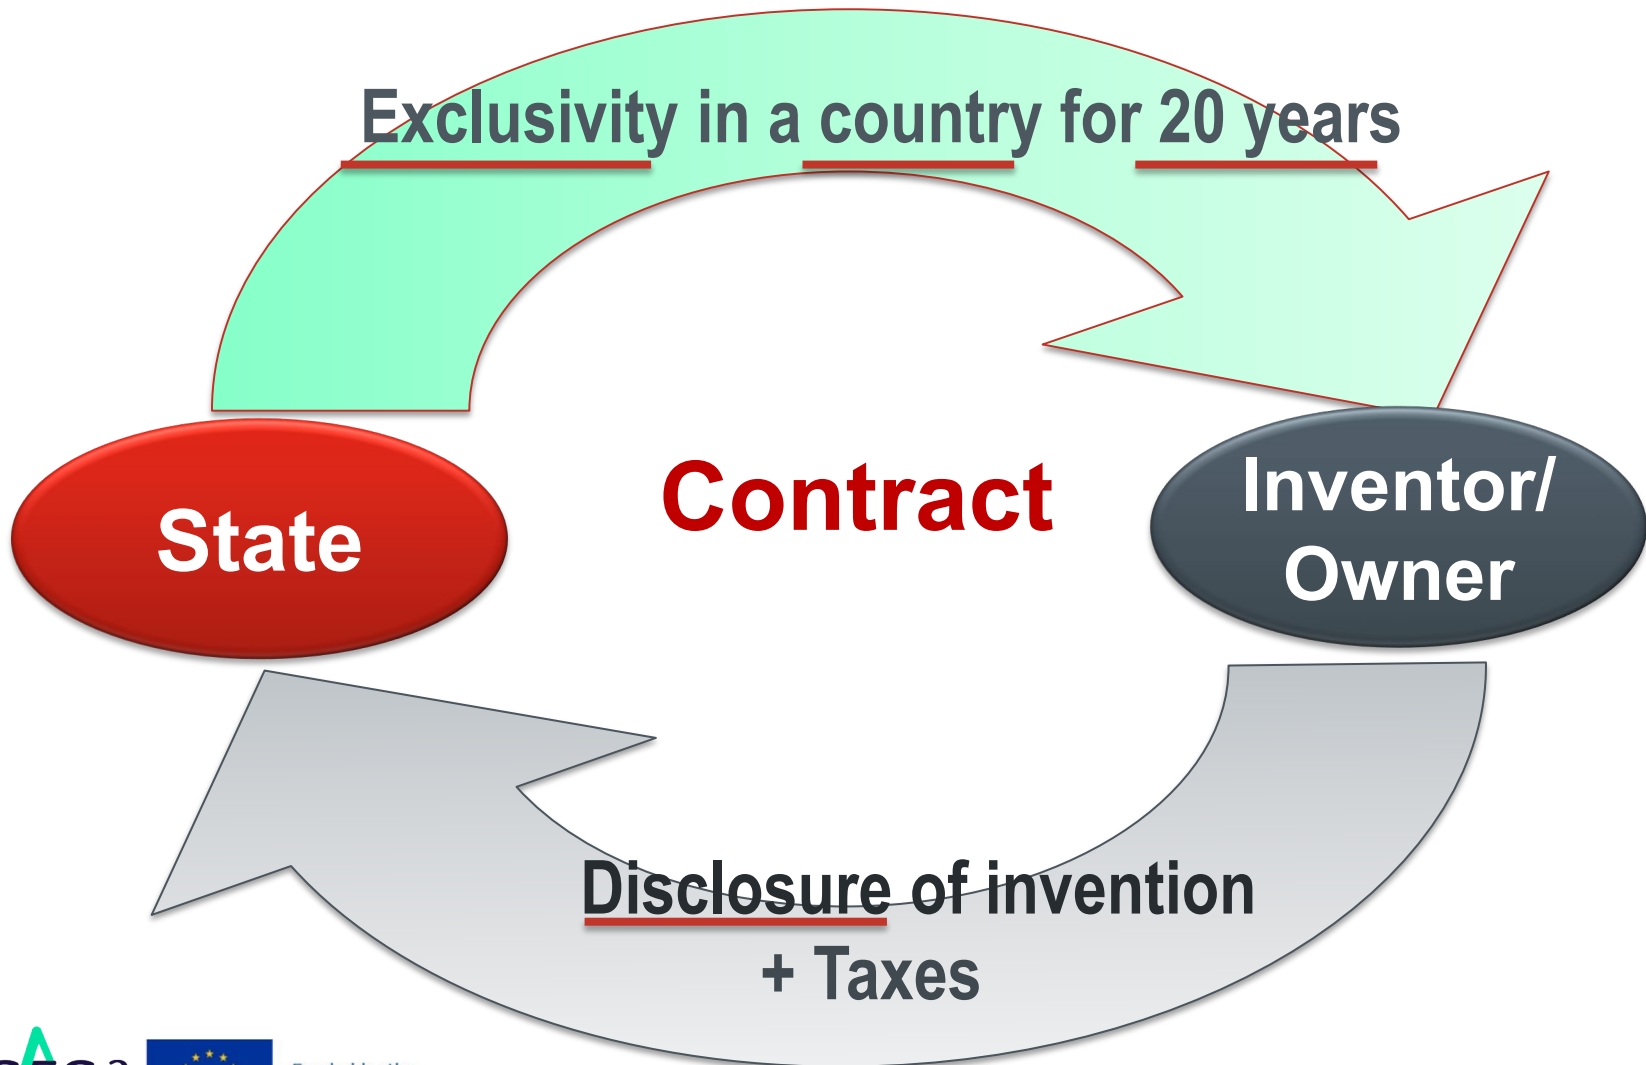 Exclusivity in a country for 20 years
State
Contract
Inventor/
Owner
Disclosure of invention
+ Taxes